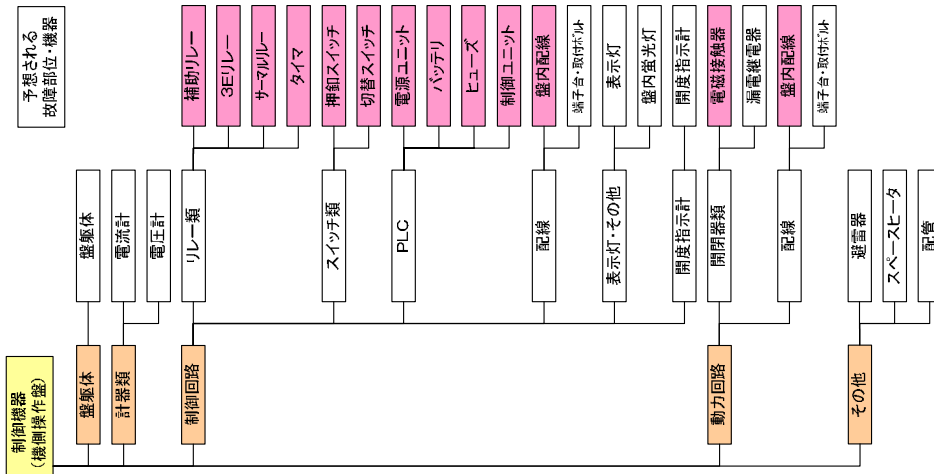 予想される
故障部位・機器
補助リレー
3Eリレー
サーマルリレー
タイマ
押釦スイッチ
切替スイッチ
電源ユニット
バッテリ
ヒューズ
制御ユニット
盤内配線
端子台・取付ボルト
表示灯
盤内蛍光灯
開度指示計
電磁接触器
漏電継電器
盤内配線
端子台・取付ボルト
盤躯体
電流計
電圧計
リレー類
スイッチ類
PLC
配線
表示灯・その他
開度指示計
開閉器類
配線
避雷器
スペースヒータ
配管
制御機器
（機側操作盤）
盤躯体
計器類
制御回路
動力回路
その他